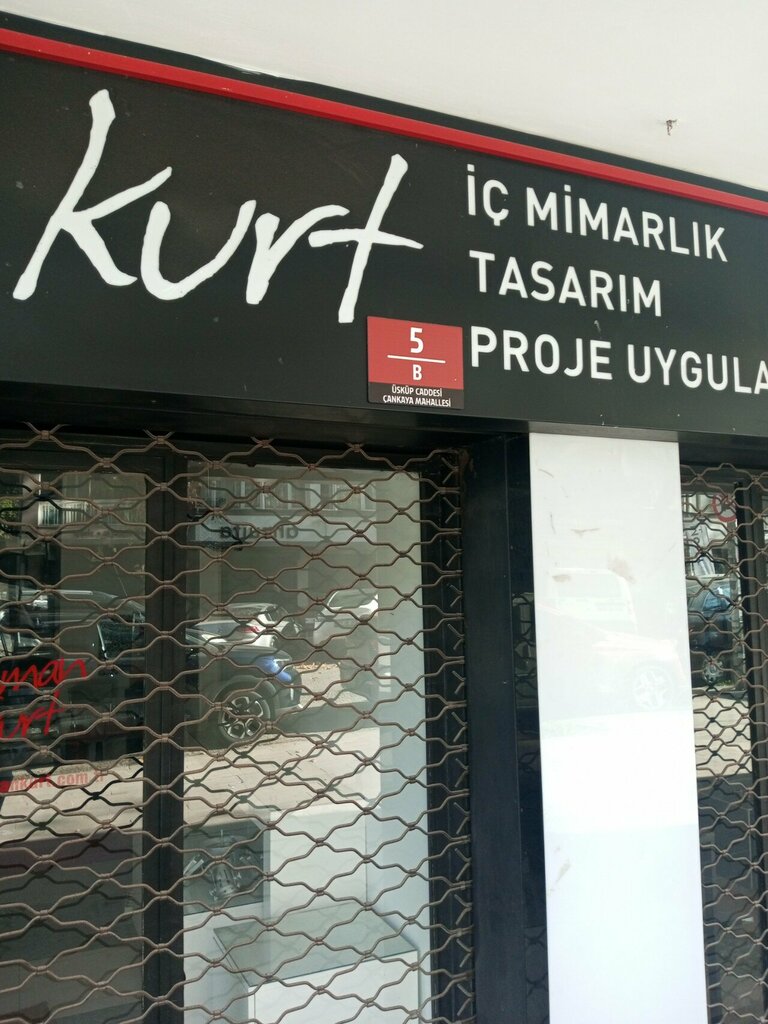 kurt
İÇ MİMARLIK
TASARIM
PROJE UYGULA
5
B
ÜSKÜP CADDESİ
ÇANKAYA MAHALLESİ